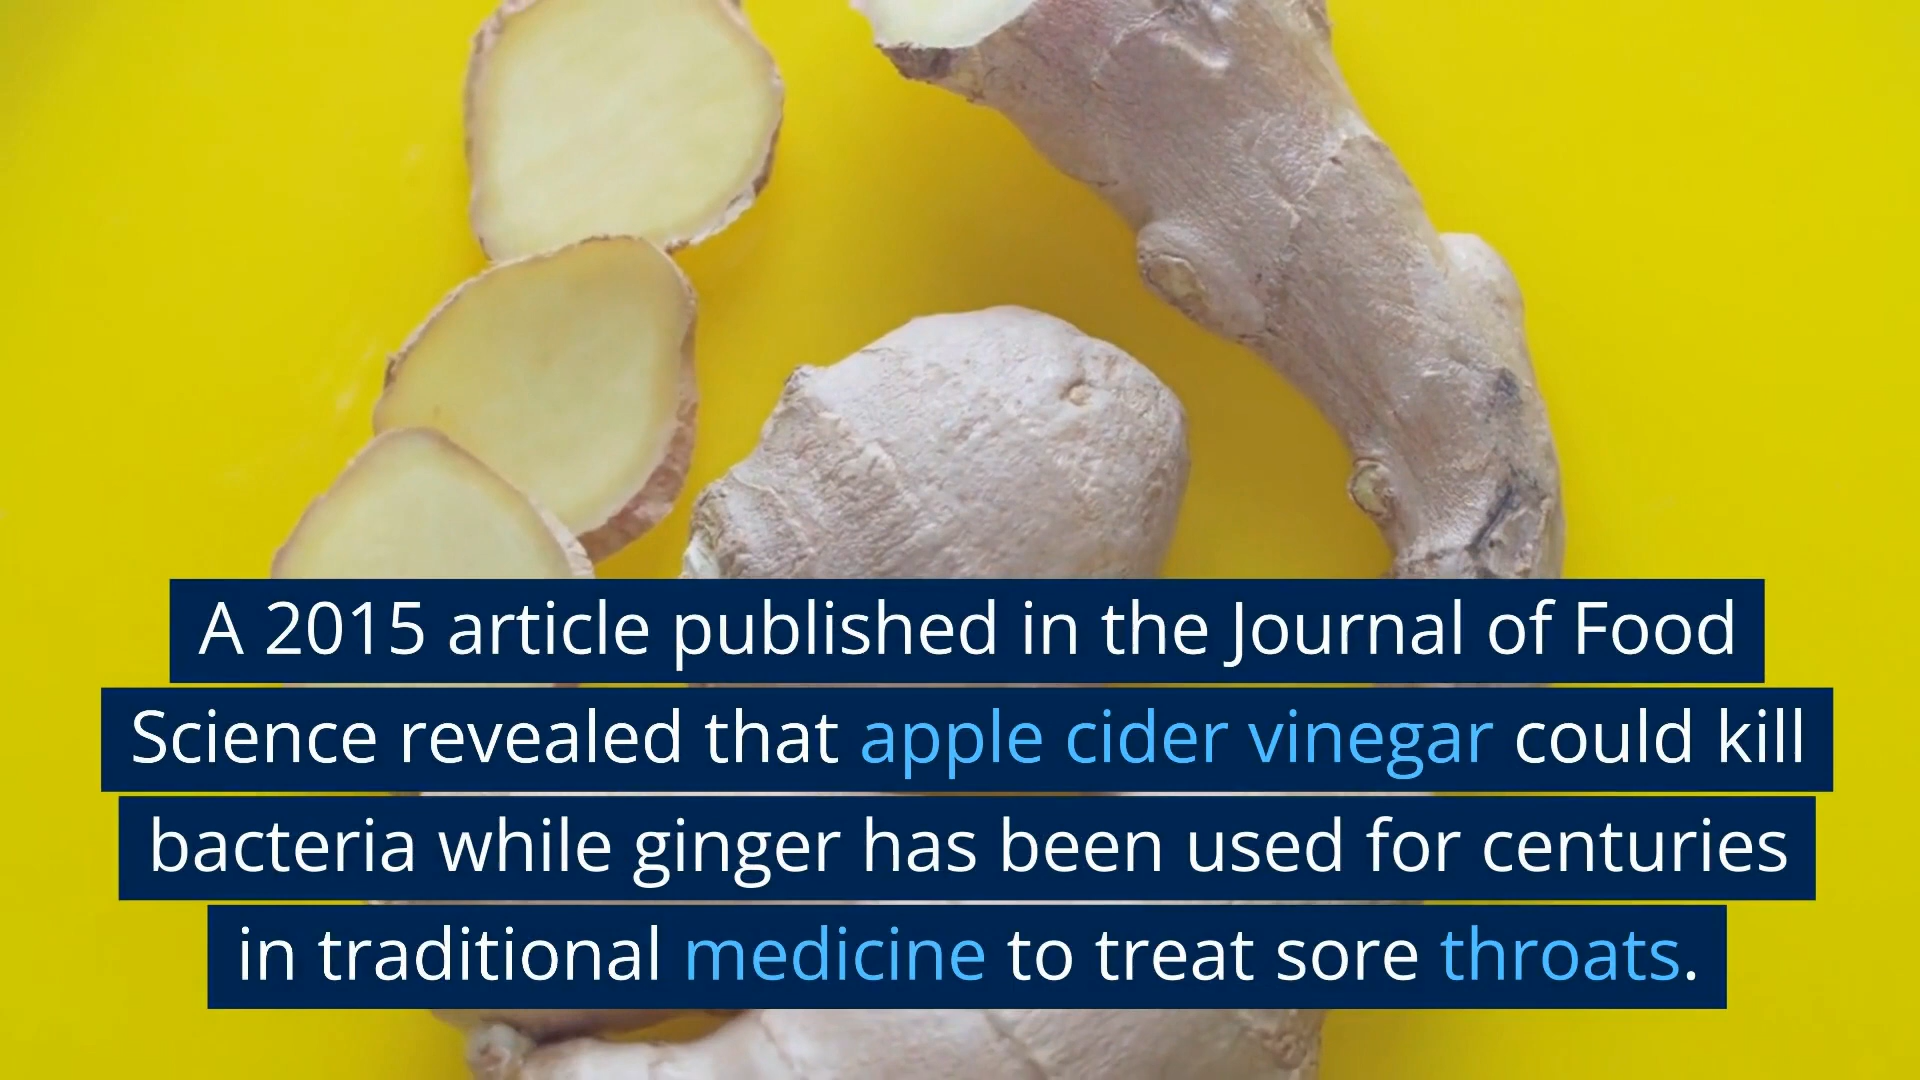 A 2015 article published in the Journal of Food
Science revealed that apple cider vinegar could kill
bacteria while ginger has been used for centuries
in traditional medicine to treat sore throats.